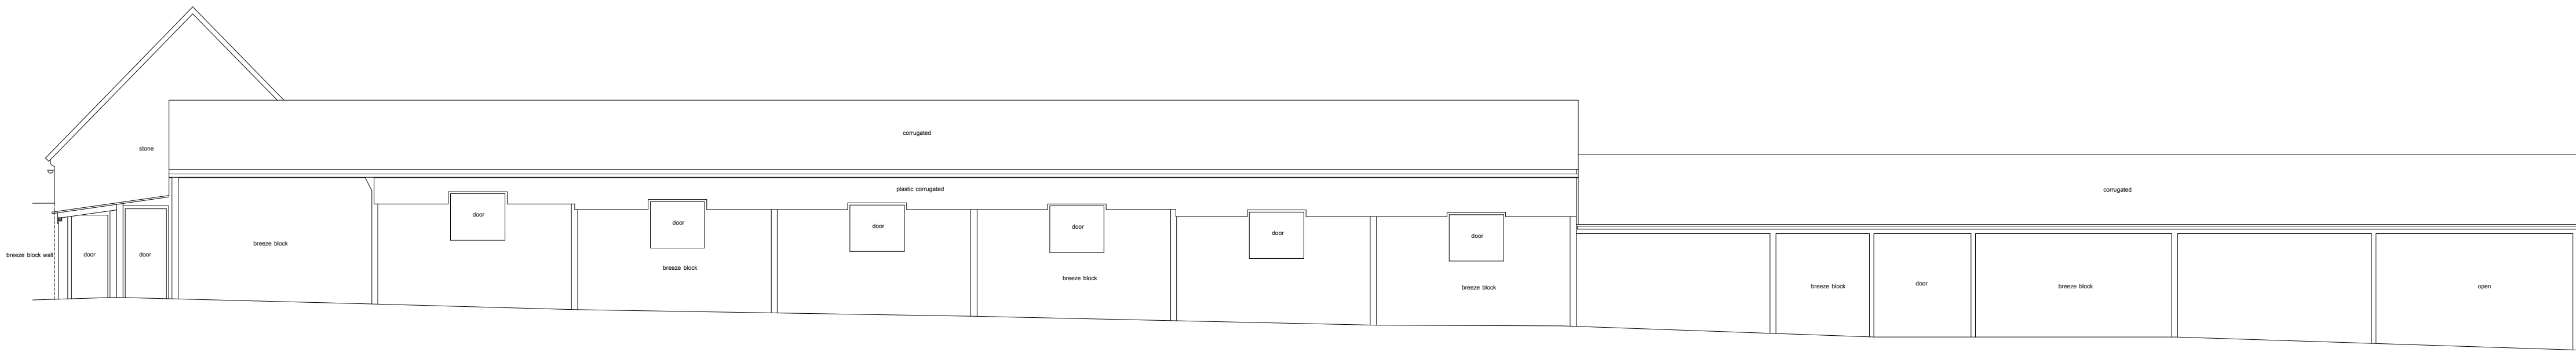 corrugated
stone
plastic corrugated
corrugated
door
door
door
door
door
door
breeze block
breeze block wall
door
door
breeze block
breeze block
breeze block
breeze block
door
breeze block
open